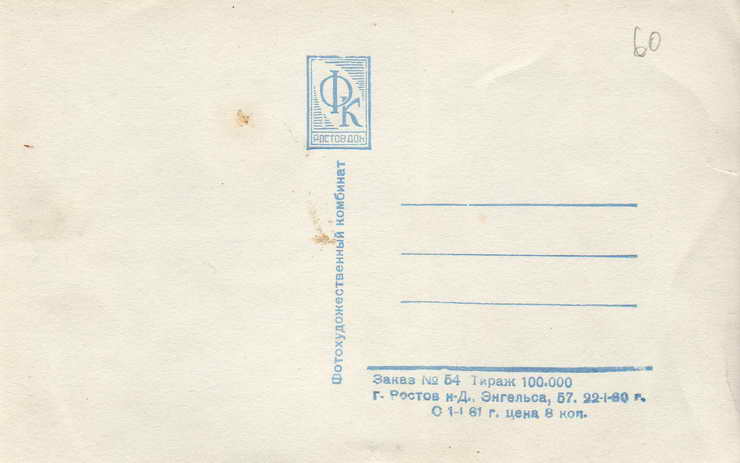 60
ФК
РОСТОВ ДОН
Фотохудожественный комбинат
Заказ № 54 Тираж 100.000
г. Ростов н-Д., Энгельса, 57. 22-I-60 г.
С 1-I 61 г. цена 8 коп.